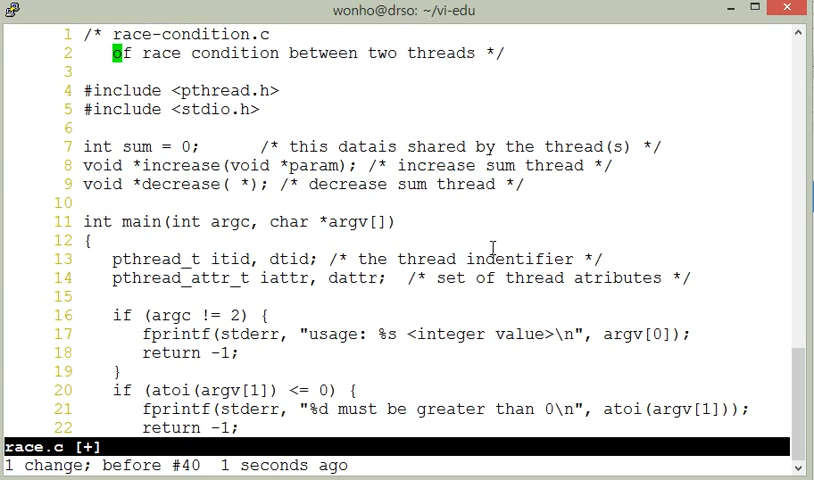 wonho@drso: ~/vi-edu
1 /* race-condition.c
2    of race condition between two threads */
3
4 #include <pthread.h>
5 #include <stdio.h>
6
7 int sum = 0;      /* this datais shared by the thread(s) */
8 void *increase(void *param); /* increase sum thread */
9 void *decrease( *); /* decrease sum thread */
10
11 int main(int argc, char *argv[])
12 {
13    pthread_t itid, dtid; /* the thread indentifier */
14    pthread_attr_t iattr, dattr;  /* set of thread atributes */
15
16    if (argc != 2) {
17       fprintf(stderr, "usage: %s <integer value>\n", argv[0]);
18       return -1;
19    }
20    if (atoi(argv[1]) <= 0) {
21       fprintf(stderr, "%d must be greater than 0\n", atoi(argv[1]));
22       return -1;
race.c [+]
1 change; before #40  1 seconds ago